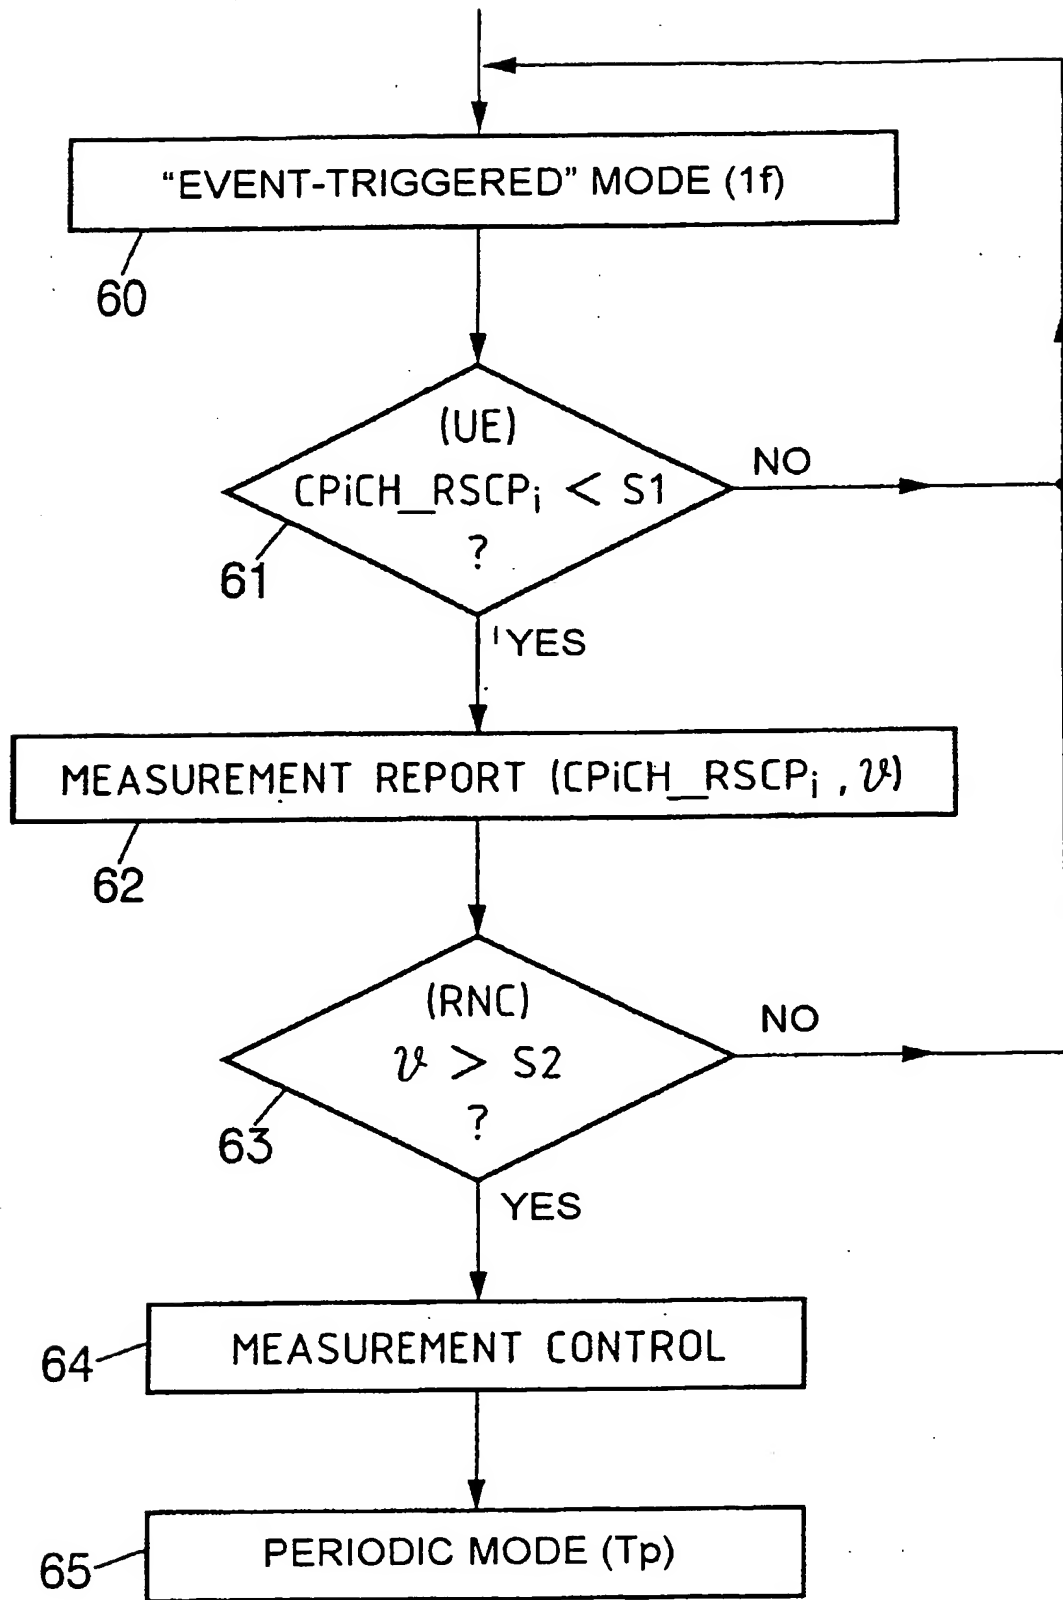 “EVENT-TRIGGERED” MODE (1f)
60
(UE)
CPiCH_RSCPi < S1
?
NO
61
YES
MEASUREMENT REPORT (CPiCH_RSCPi , 𝓋)
62
(RNC)
𝓋 > S2
?
NO
63
YES
MEASUREMENT CONTROL
64
PERIODIC MODE (Tp)
65